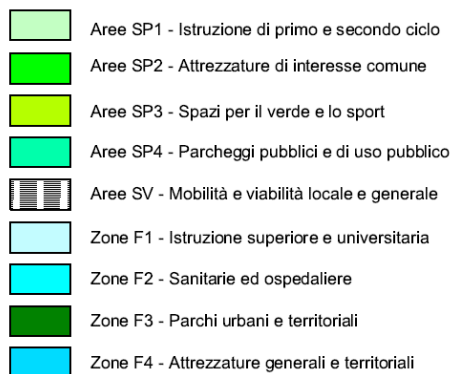 Aree SP1 - Istruzione di primo e secondo ciclo
Aree SP2 - Attrezzature di interesse comune
Aree SP3 - Spazi per il verde e lo sport
Aree SP4 - Parcheggi pubblici e di uso pubblico
Aree SV - Mobilità e viabilità locale e generale
Zone F1 - Istruzione superiore e universitaria
Zone F2 - Sanitarie ed ospedaliere
Zone F3 - Parchi urbani e territoriali
Zone F4 - Attrezzature generali e territoriali